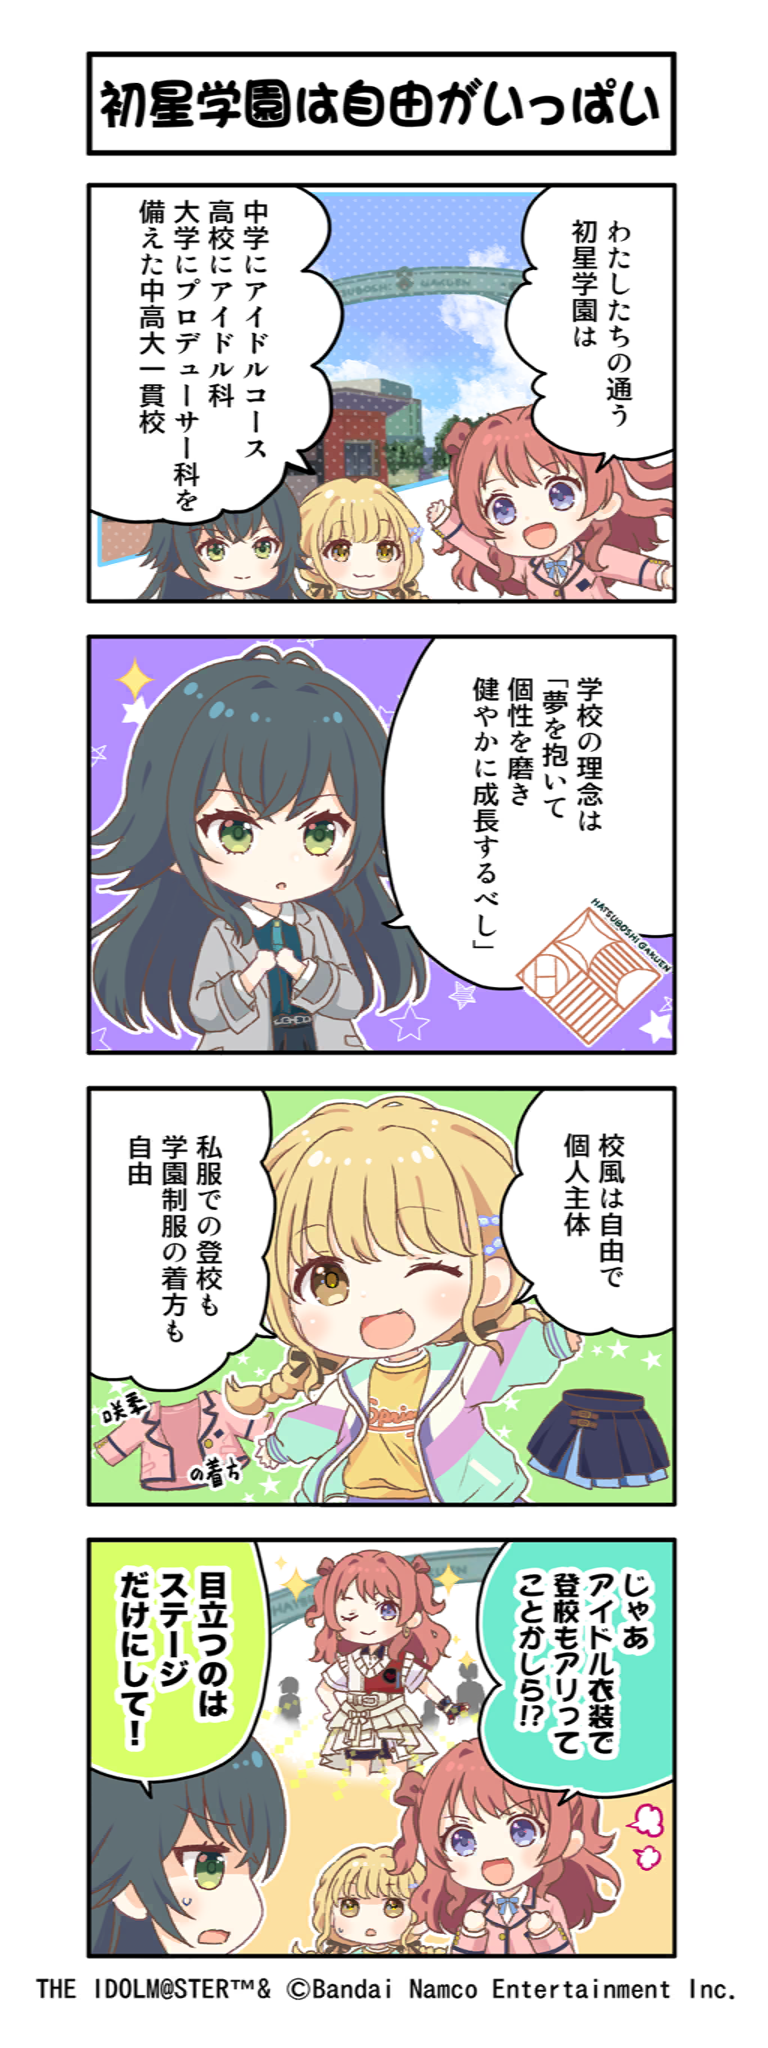 初星学園は自由がいっぱい
わたしたちの通う
初星学園は
中学にアイドルコース
高校にアイドル科
大学にプロデューサー科を
備えた中高大一貫校
HATSUBOSHI GAKUEN
学校の理念は
「夢を抱いて
個性を磨き
健やかに成長するべし」
HATSUBOSHI GAKUEN
校風は自由で
個人主体
私服での登校も
学園制服の着方も
自由
咲季
の着方
Spring
じゃあ
アイドル衣装で
登校もアリって
ことかしら!?
目立つのは
ステージ
だけにして!
THE IDOLM@STER™& ©Bandai Namco Entertainment Inc.